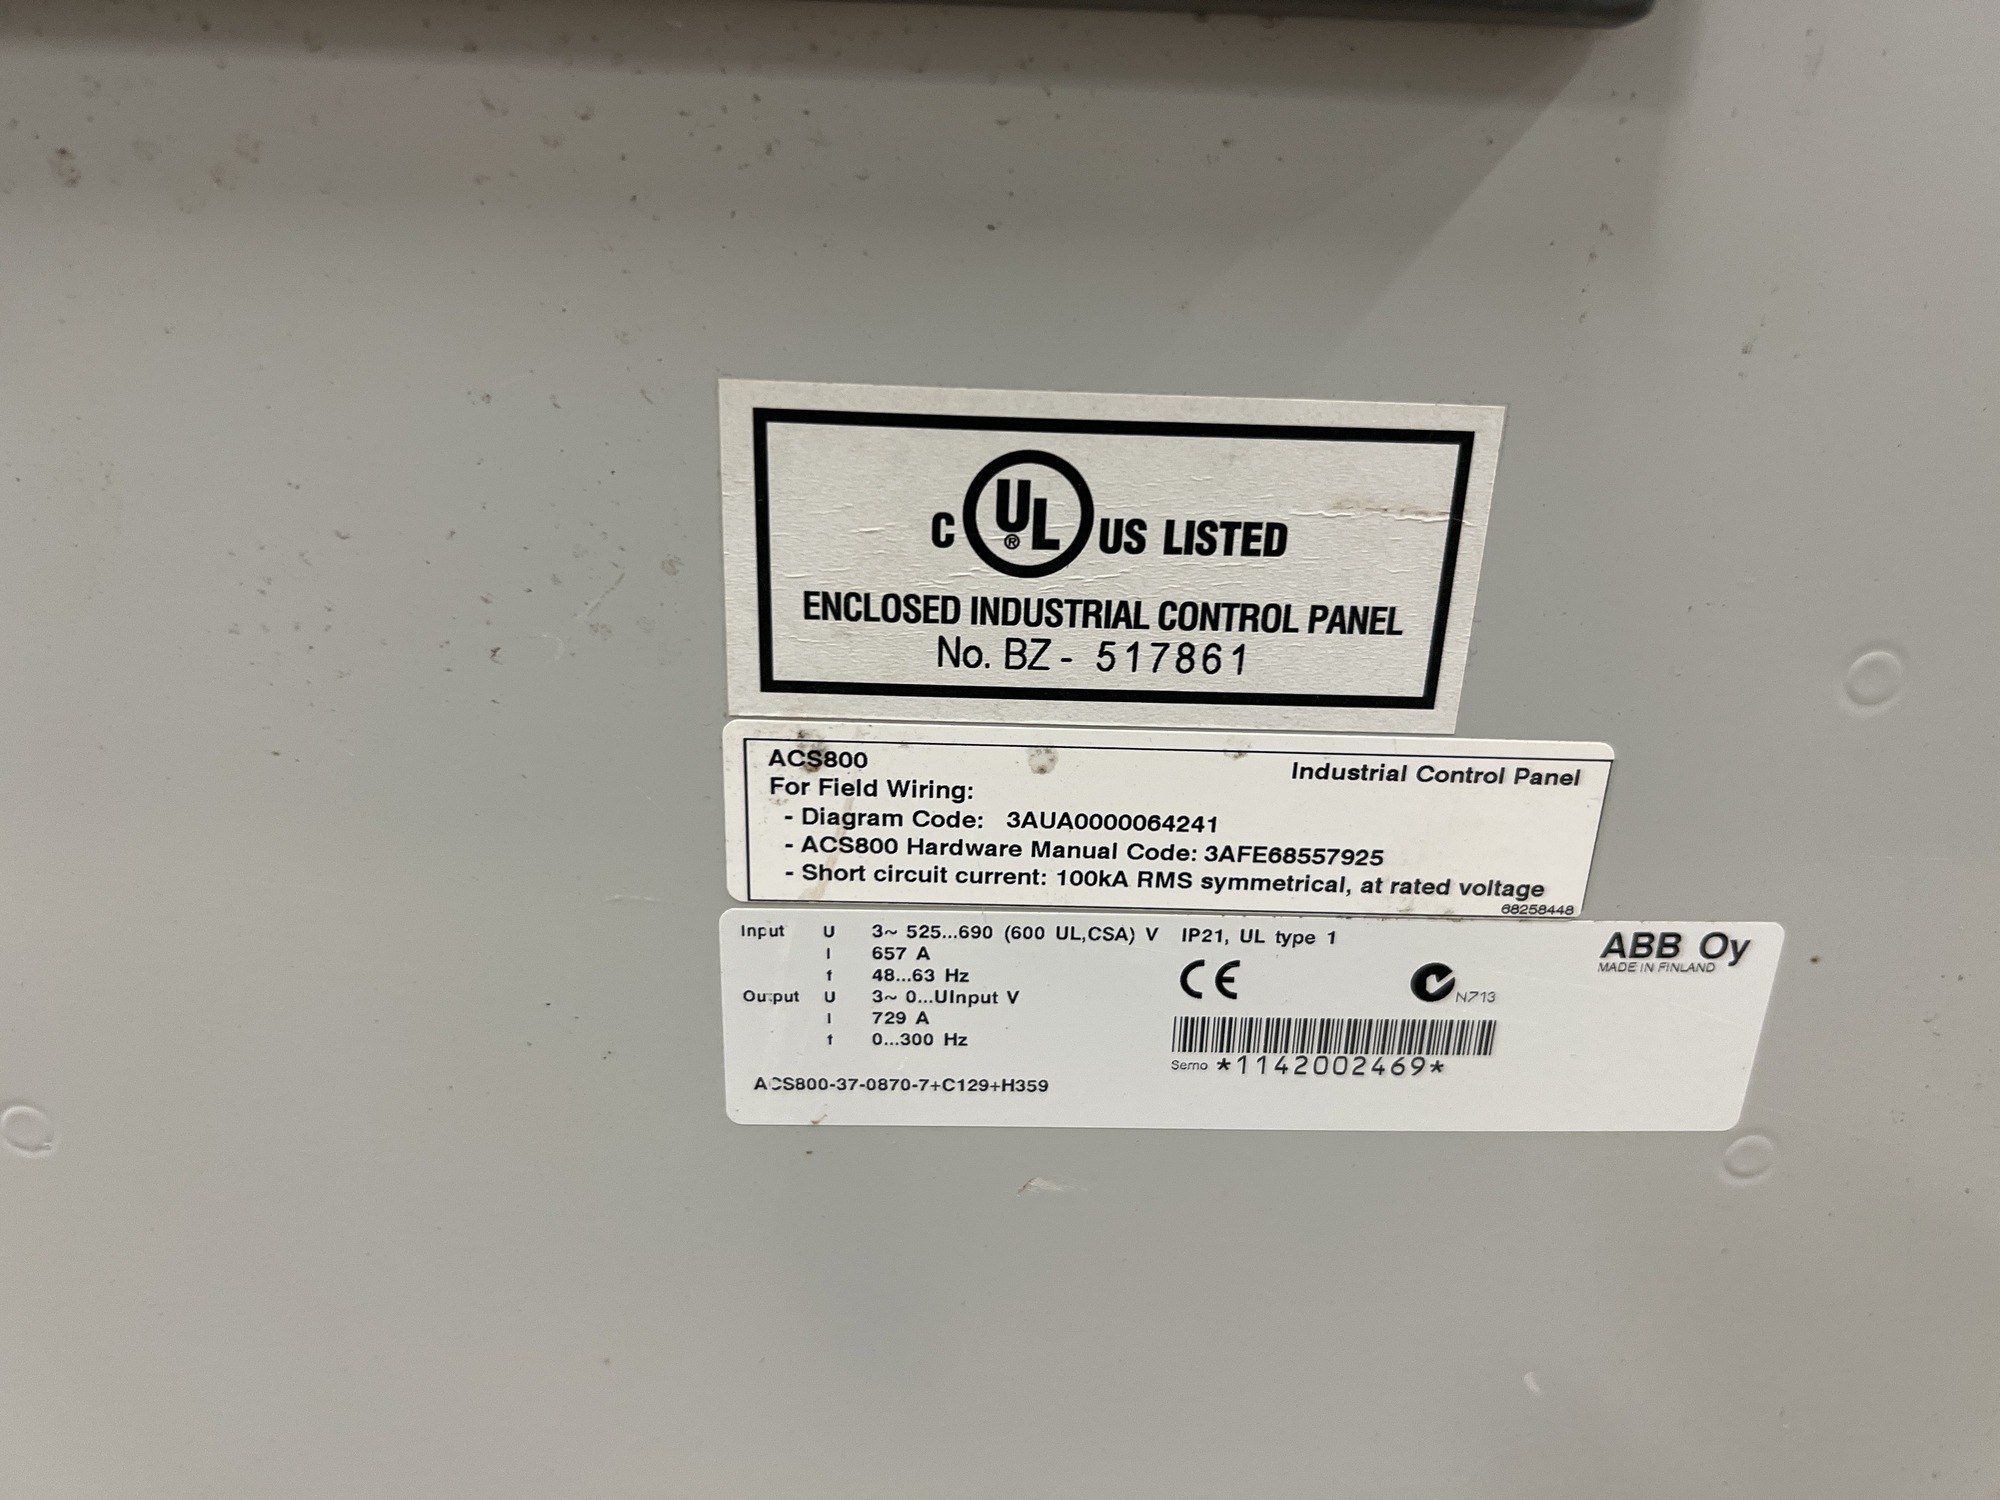 C UL® US LISTED
ENCLOSED INDUSTRIAL CONTROL PANEL
No. BZ - 517861
ACS800 Industrial Control Panel
For Field Wiring:
- Diagram Code: 3AUA0000064241
- ACS800 Hardware Manual Code: 3AFE68557925
- Short circuit current: 100kA RMS symmetrical, at rated voltage
68258448
Input U 3~ 525...690 (600 UL,CSA) V IP21, UL type 1
I 657 A
f 48...63 Hz
Output U 3~ 0...UInput V
I 729 A
f 0...300 Hz
ACS800-37-0870-7+C129+H359
CE
N713
ABB Oy
MADE IN FINLAND
Serno *1142002469*